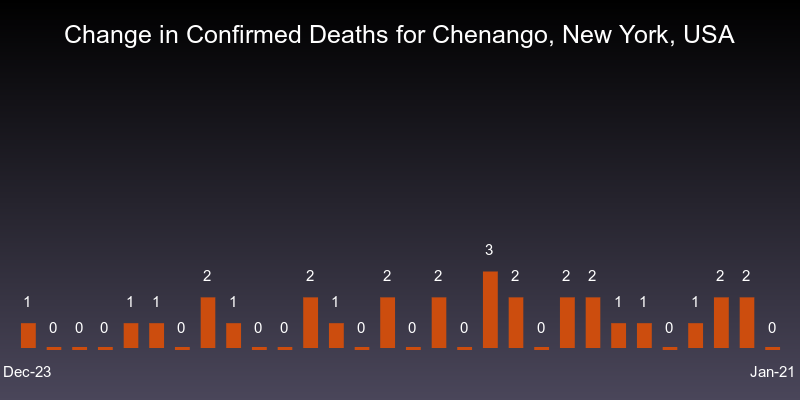 Change in Confirmed Deaths for Chenango, New York, USA
3
2 2 2 2 2 2 2 2 2
1 1 1 1 1 1 1 1
0 0 0 0 0 0 0 0 0 0 0 0
Dec-23 Jan-21